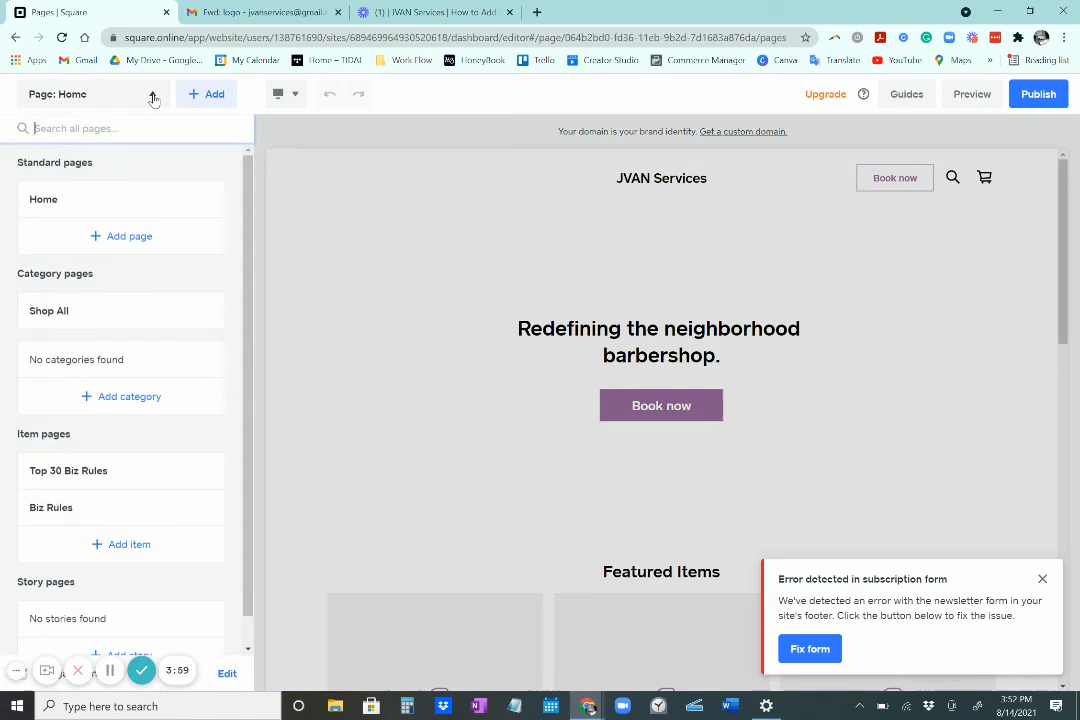 Pages | Square
Fwd: logo - jvanservices@gmail.c
(1) | JVAN Services | How to Add
square.online/app/website/users/138761690/sites/689469964930520618/dashboard/editor#/page/064b2bd0-fd36-11eb-9b2d-7d1683a876da/pages
Apps
Gmail
My Drive - Google...
My Calendar
Home – TIDAL
Work Flow
HoneyBook
Trello
Creator Studio
Commerce Manager
Canva
Translate
YouTube
Maps
»
Reading list
Page: Home
+ Add
Upgrade
Guides
Preview
Publish
Search all pages...
Your domain is your brand identity. Get a custom domain.
Standard pages
Home
+ Add page
Category pages
Shop All
No categories found
+ Add category
Item pages
Top 30 Biz Rules
Biz Rules
+ Add item
Story pages
No stories found
+ Add story
3:59
Edit
JVAN Services
Book now
Redefining the neighborhood
barbershop.
Book now
Featured Items
Error detected in subscription form
We've detected an error with the newsletter form in your
site's footer. Click the button below to fix the issue.
Fix form
Type here to search
3:52 PM
8/14/2021